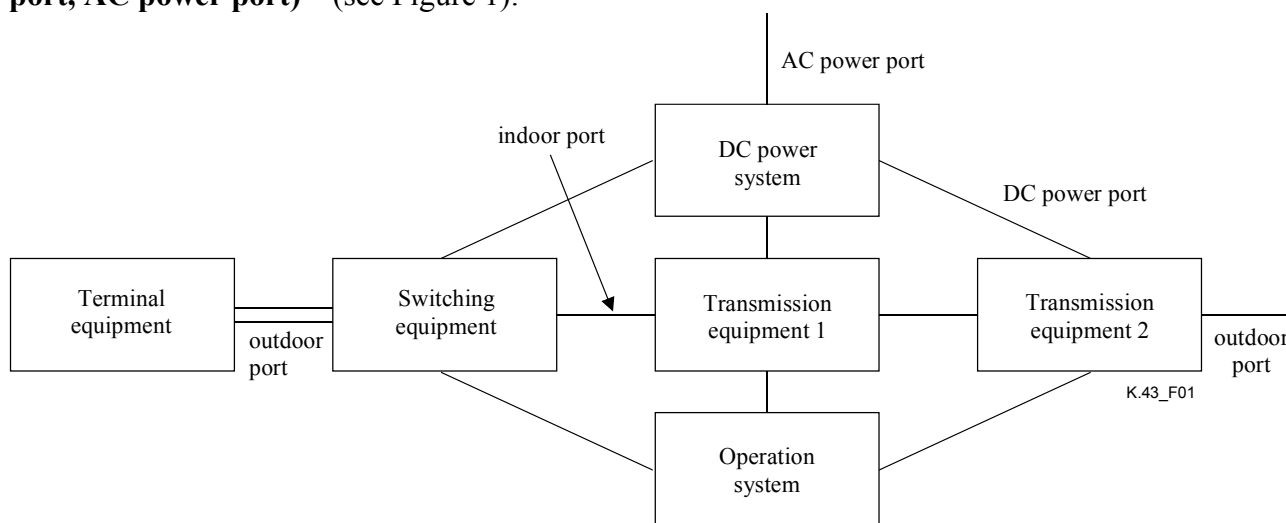 port, AC power port)" (see Figure 1).
AC power port
indoor port
DC power
system
DC power port
Terminal
equipment
Switching
equipment
Transmission
equipment 1
Transmission
equipment 2
outdoor
port
outdoor
port
K.43_F01
Operation
system